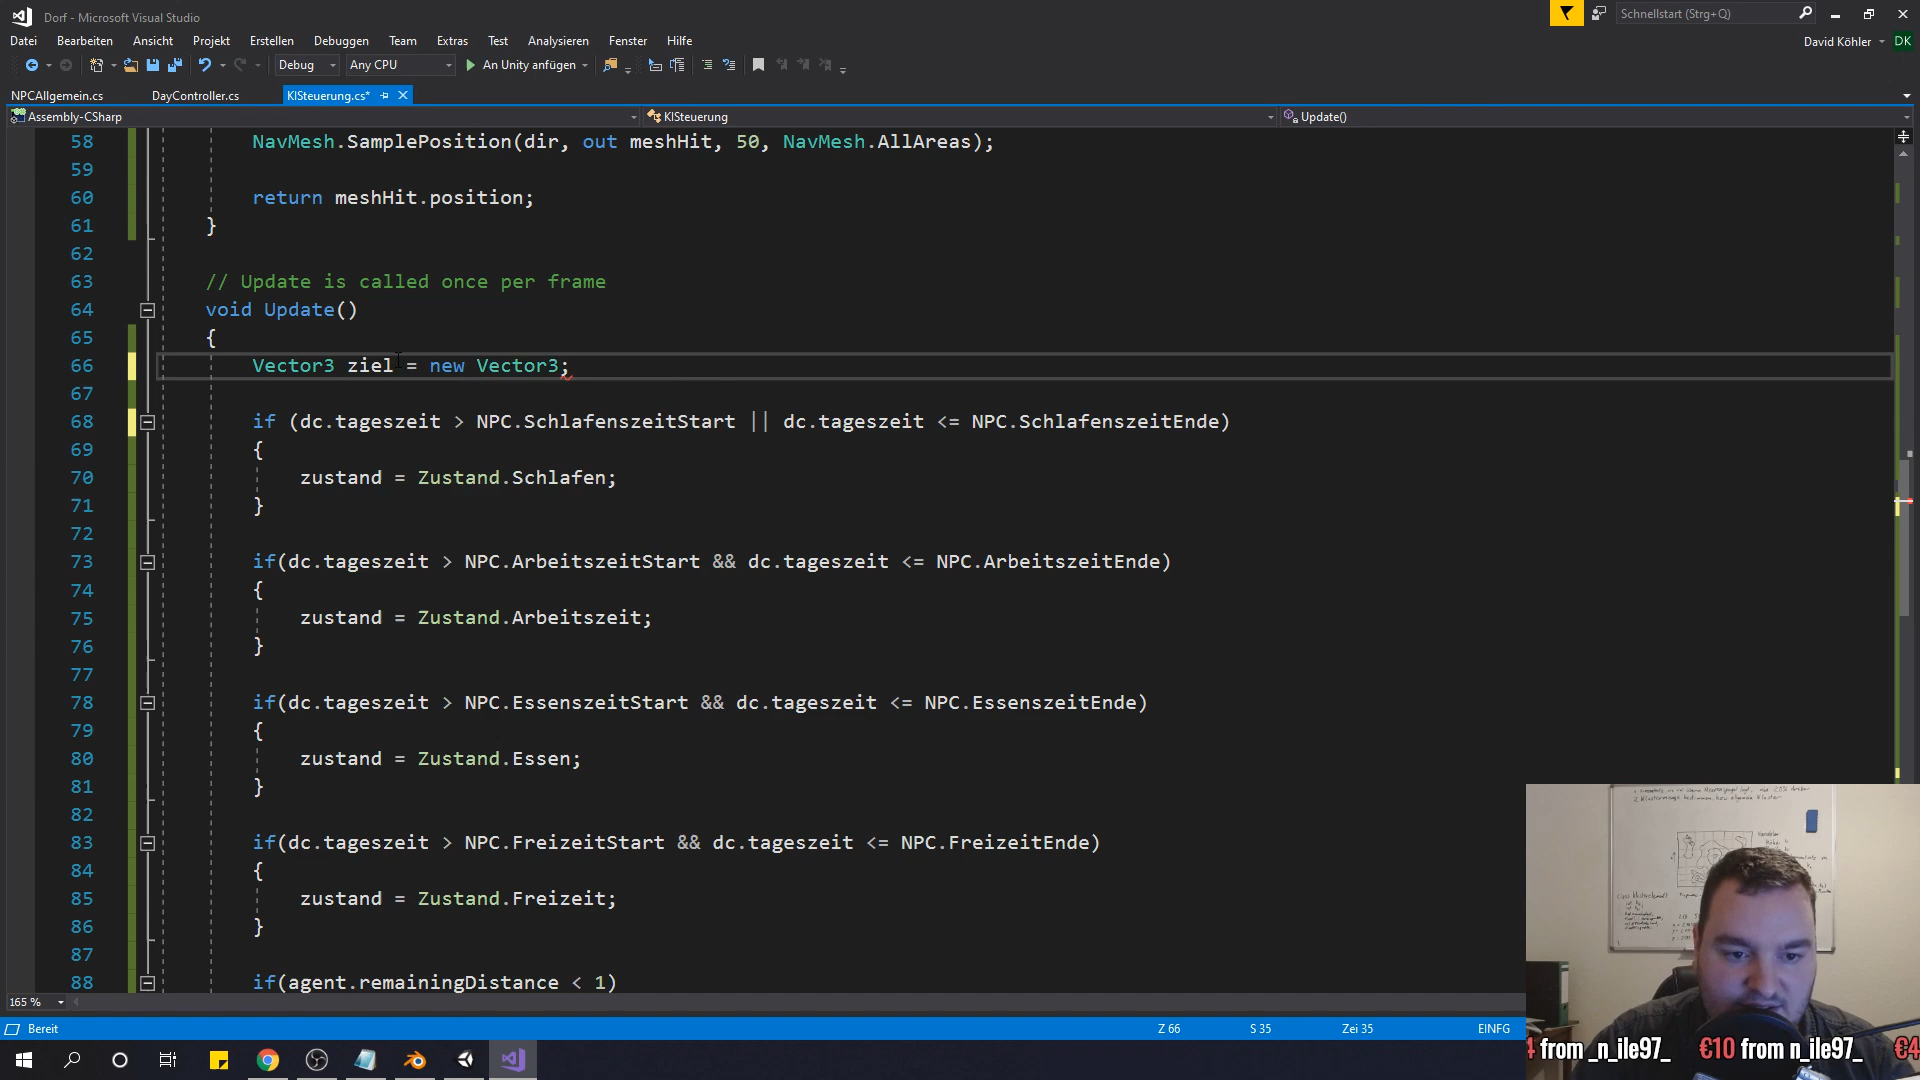 Dorf - Microsoft Visual Studio
Schnellstart (Strg+Q)
Datei Bearbeiten Ansicht Projekt Erstellen Debuggen Team Extras Test Analysieren Fenster Hilfe
David Köhler DK
Debug Any CPU An Unity anfügen
NPCAllgemein.cs DayController.cs KISteuerung.cs*
Assembly-CSharp KISteuerung Update()
58 NavMesh.SamplePosition(dir, out meshHit, 50, NavMesh.AllAreas);
59
60 return meshHit.position;
61 }
62
63 // Update is called once per frame
64 void Update()
65 {
66 Vector3 ziel = new Vector3;
67
68 if (dc.tageszeit > NPC.SchlafenszeitStart || dc.tageszeit <= NPC.SchlafenszeitEnde)
69 {
70 zustand = Zustand.Schlafen;
71 }
72
73 if(dc.tageszeit > NPC.ArbeitszeitStart && dc.tageszeit <= NPC.ArbeitszeitEnde)
74 {
75 zustand = Zustand.Arbeitszeit;
76 }
77
78 if(dc.tageszeit > NPC.EssenszeitStart && dc.tageszeit <= NPC.EssenszeitEnde)
79 {
80 zustand = Zustand.Essen;
81 }
82
83 if(dc.tageszeit > NPC.FreizeitStart && dc.tageszeit <= NPC.FreizeitEnde)
84 {
85 zustand = Zustand.Freizeit;
86 }
87
88 if(agent.remainingDistance < 1)
165 %
Bereit Z 66 S 35 Zei 35 EINFG
4 from _n_ile97_ €10 from n_ile97_ €4